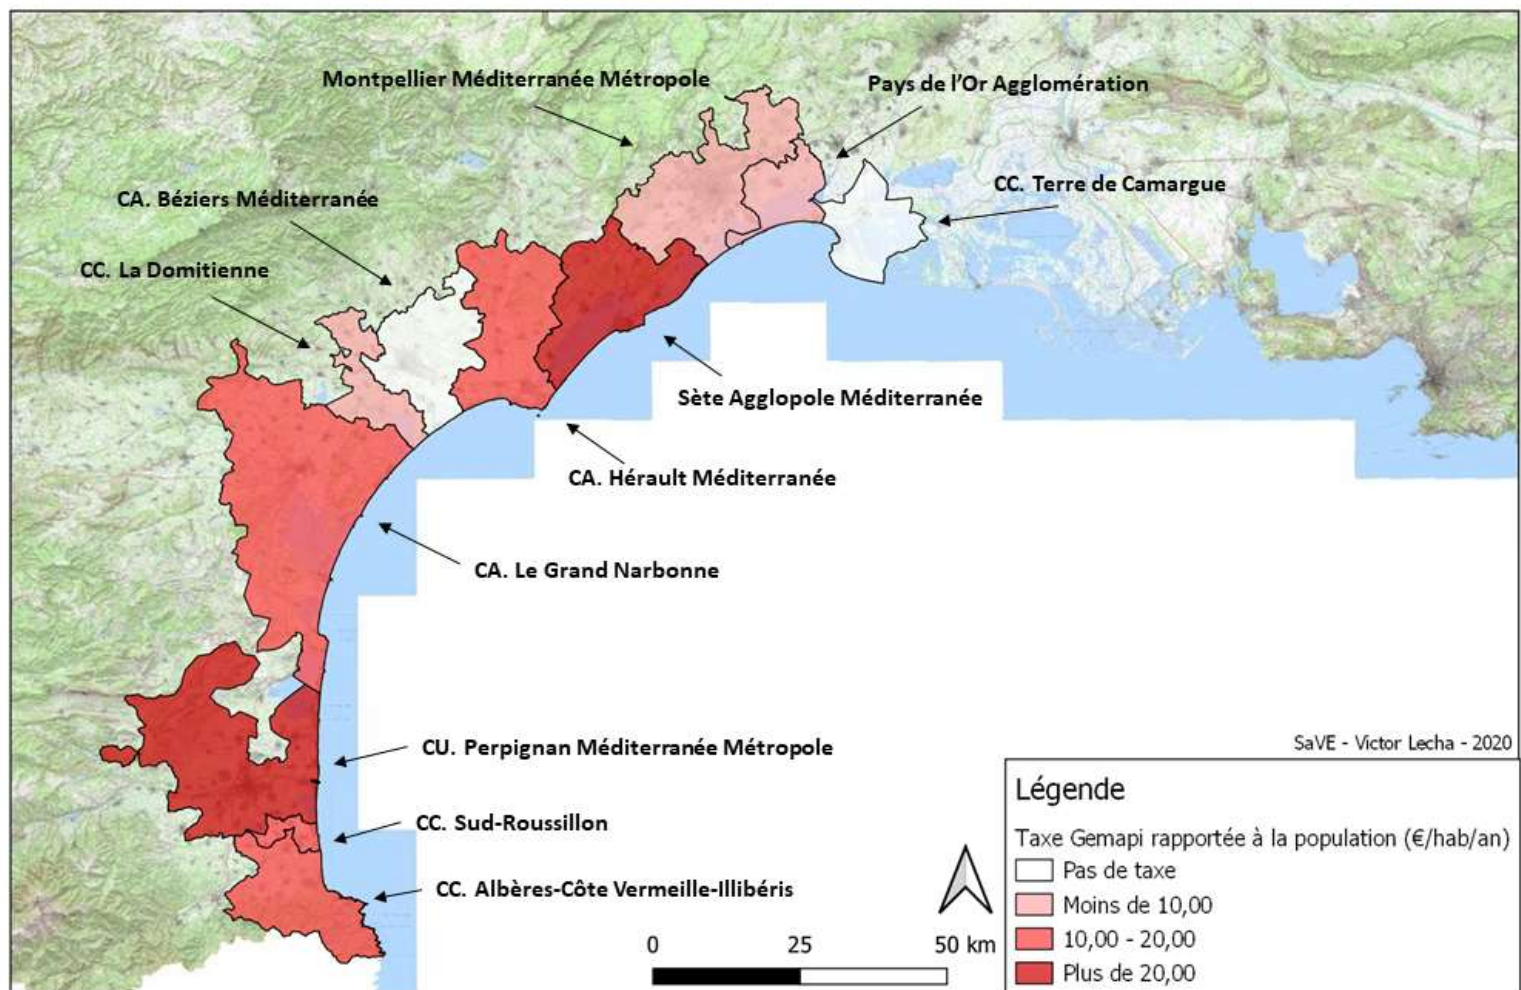 Montpellier Méditerranée Métropole
Pays de l'Or Agglomération
CC. Terre de Camargue
CA. Béziers Méditerranée
CC. La Domitienne
Sète Agglopole Méditerranée
CA. Hérault Méditerranée
CA. Le Grand Narbonne
CU. Perpignan Méditerranée Métropole
CC. Sud-Roussillon
CC. Albères-Côte Vermeille-Illibéris
SaVE - Victor Lecha - 2020
Légende
Taxe Gemapi rapportée à la population (€/hab/an)
Pas de taxe
Moins de 10,00
10,00 - 20,00
Plus de 20,00
0 25 50 km